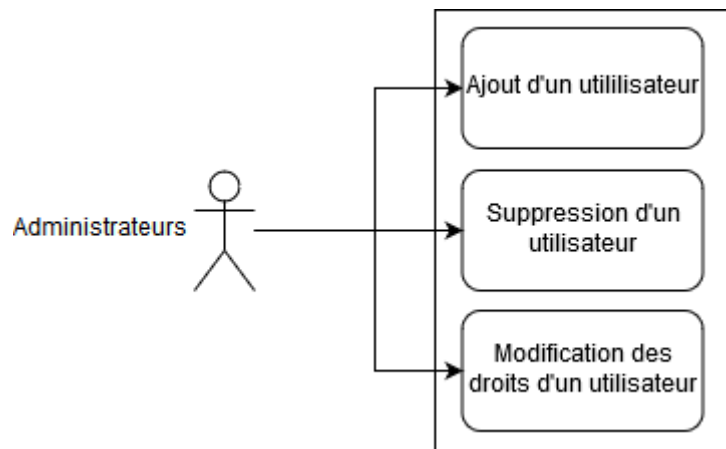 Ajout d'un utililisateur
Administrateurs
Suppression d'un
utilisateur
Modification des
droits d'un utilisateur